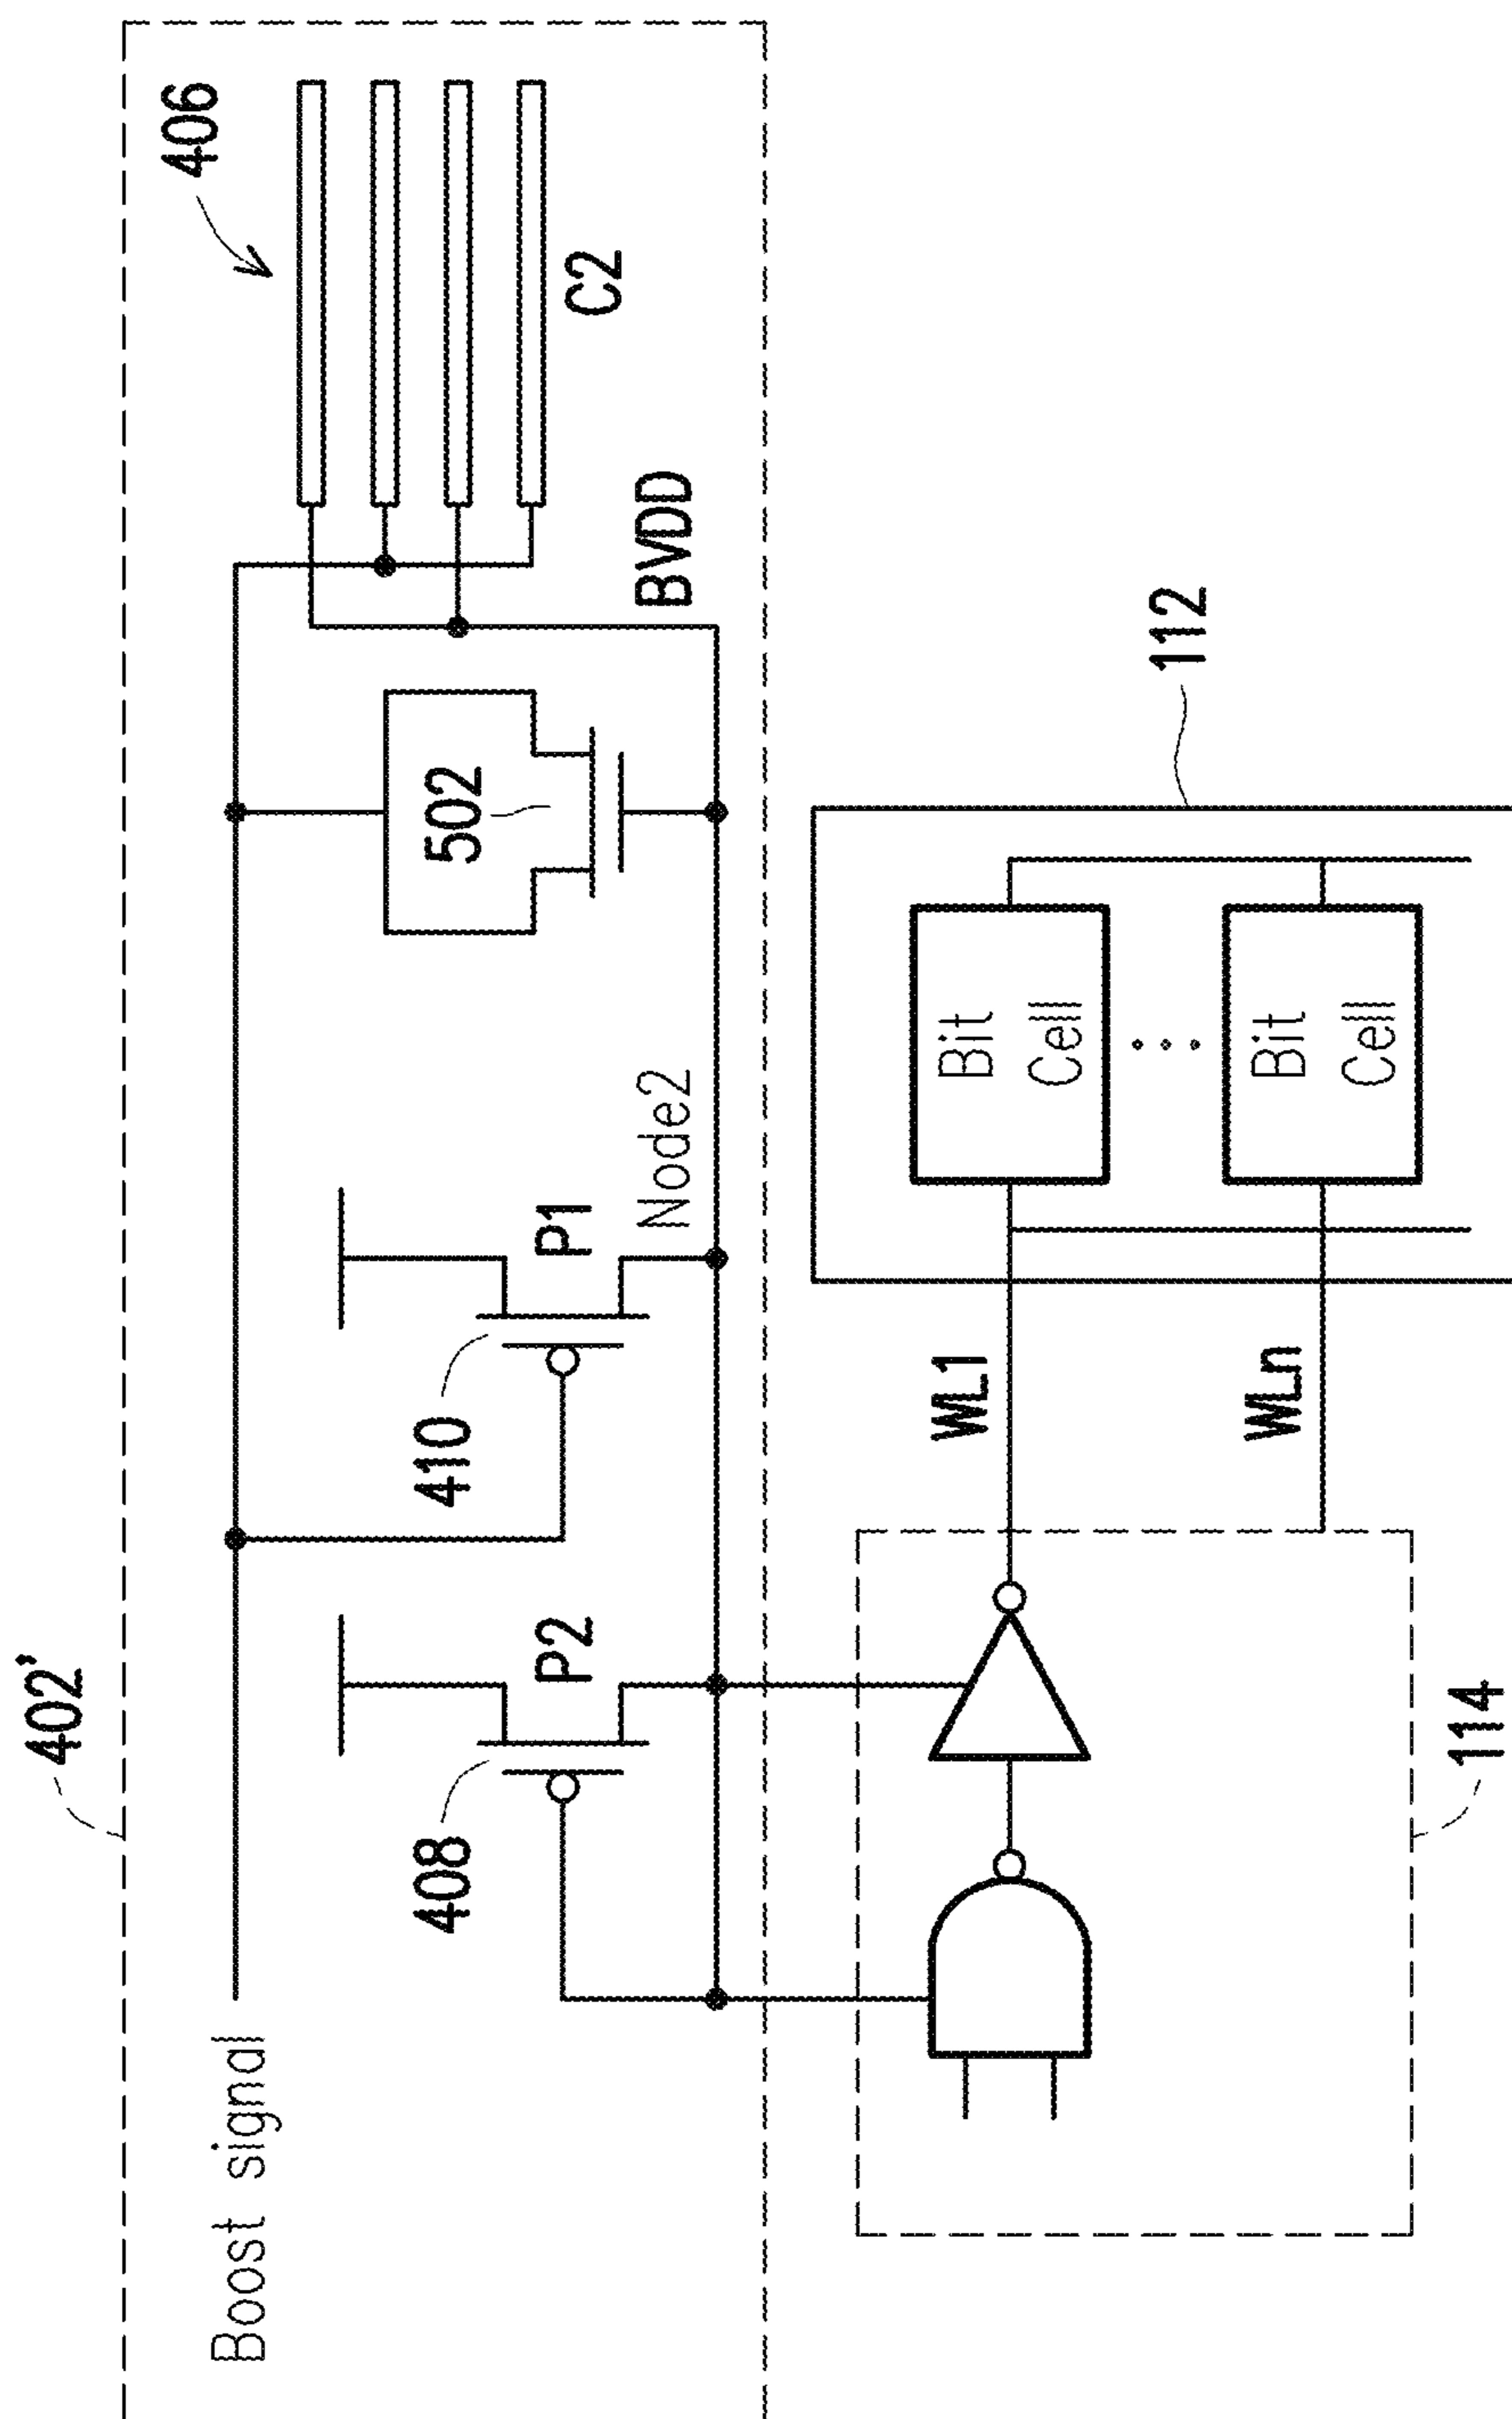 402'
Boost signal
406
408
P2
410
P1
502
C2
Node2
BVDD
WL1
WLn
Bit
Cell
Bit
Cell
112
114